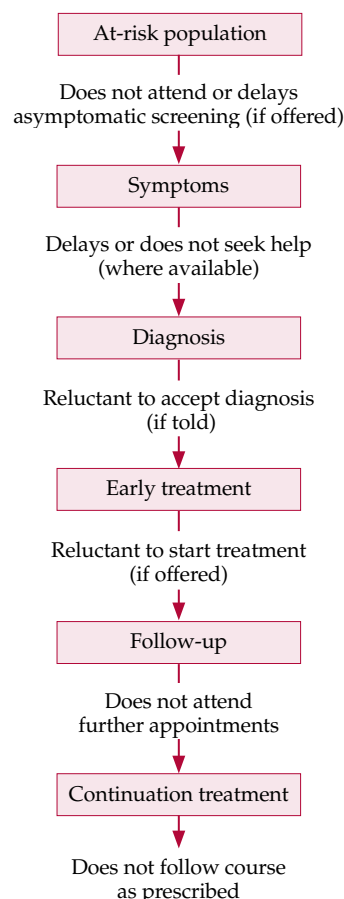 At-risk population
Does not attend or delays
asymptomatic screening (if offered)
Symptoms
Delays or does not seek help
(where available)
Diagnosis
Reluctant to accept diagnosis
(if told)
Early treatment
Reluctant to start treatment
(if offered)
Follow-up
Does not attend
further appointments
Continuation treatment
Does not follow course
as prescribed